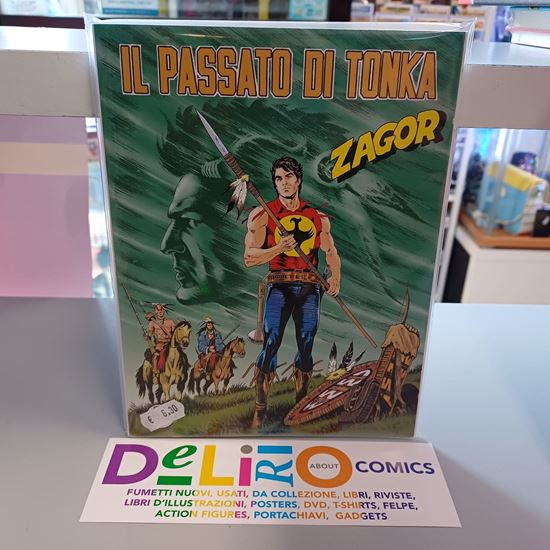 IL PASSATO DI TONKA
ZAGOR
€ 6,30
DeLiRiO ABOUT COMICS
FUMETTI NUOVI, USATI, DA COLLEZIONE, LIBRI, RIVISTE,
LIBRI D'ILLUSTRAZIONI, POSTERS, DVD, T-SHIRTS, FELPE,
ACTION FIGURES, PORTACHIAVI, GADGETS